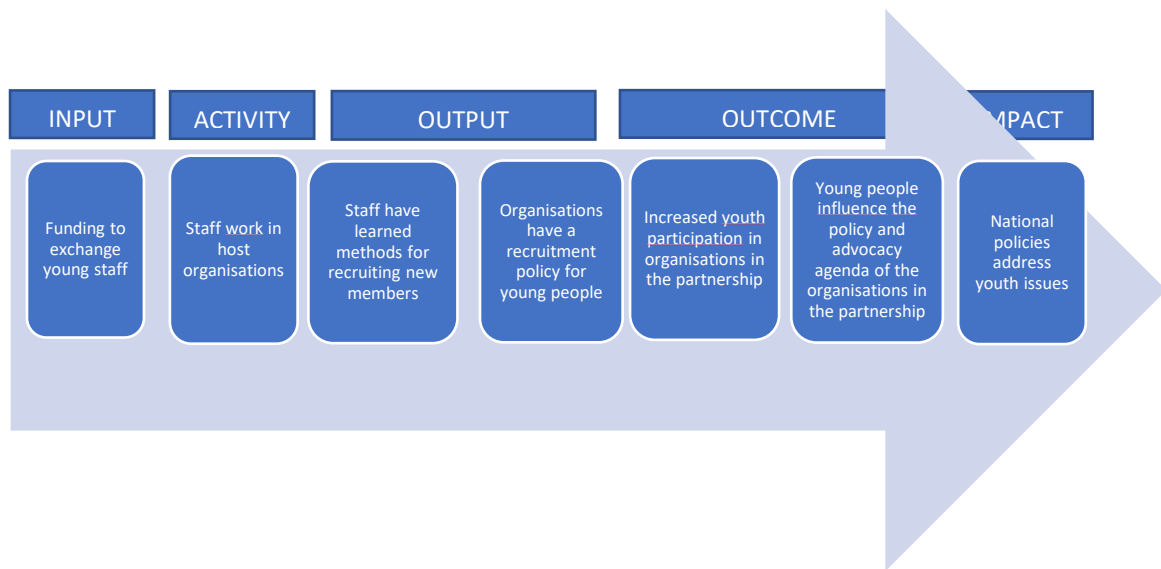 INPUT
ACTIVITY
OUTPUT
OUTCOME
MPACT
Funding to
exchange
young staff
Staff work in
host
organisations
Staff have
learned
methods for
recruiting new
members
Organisations
have a
recruitment
policy for
young people
Increased youth
participation in
organisations in
the partnership
Young people
influence the
policy and
advocacy
agenda of the
organisations in
the partnership
National
policies
address
youth issues